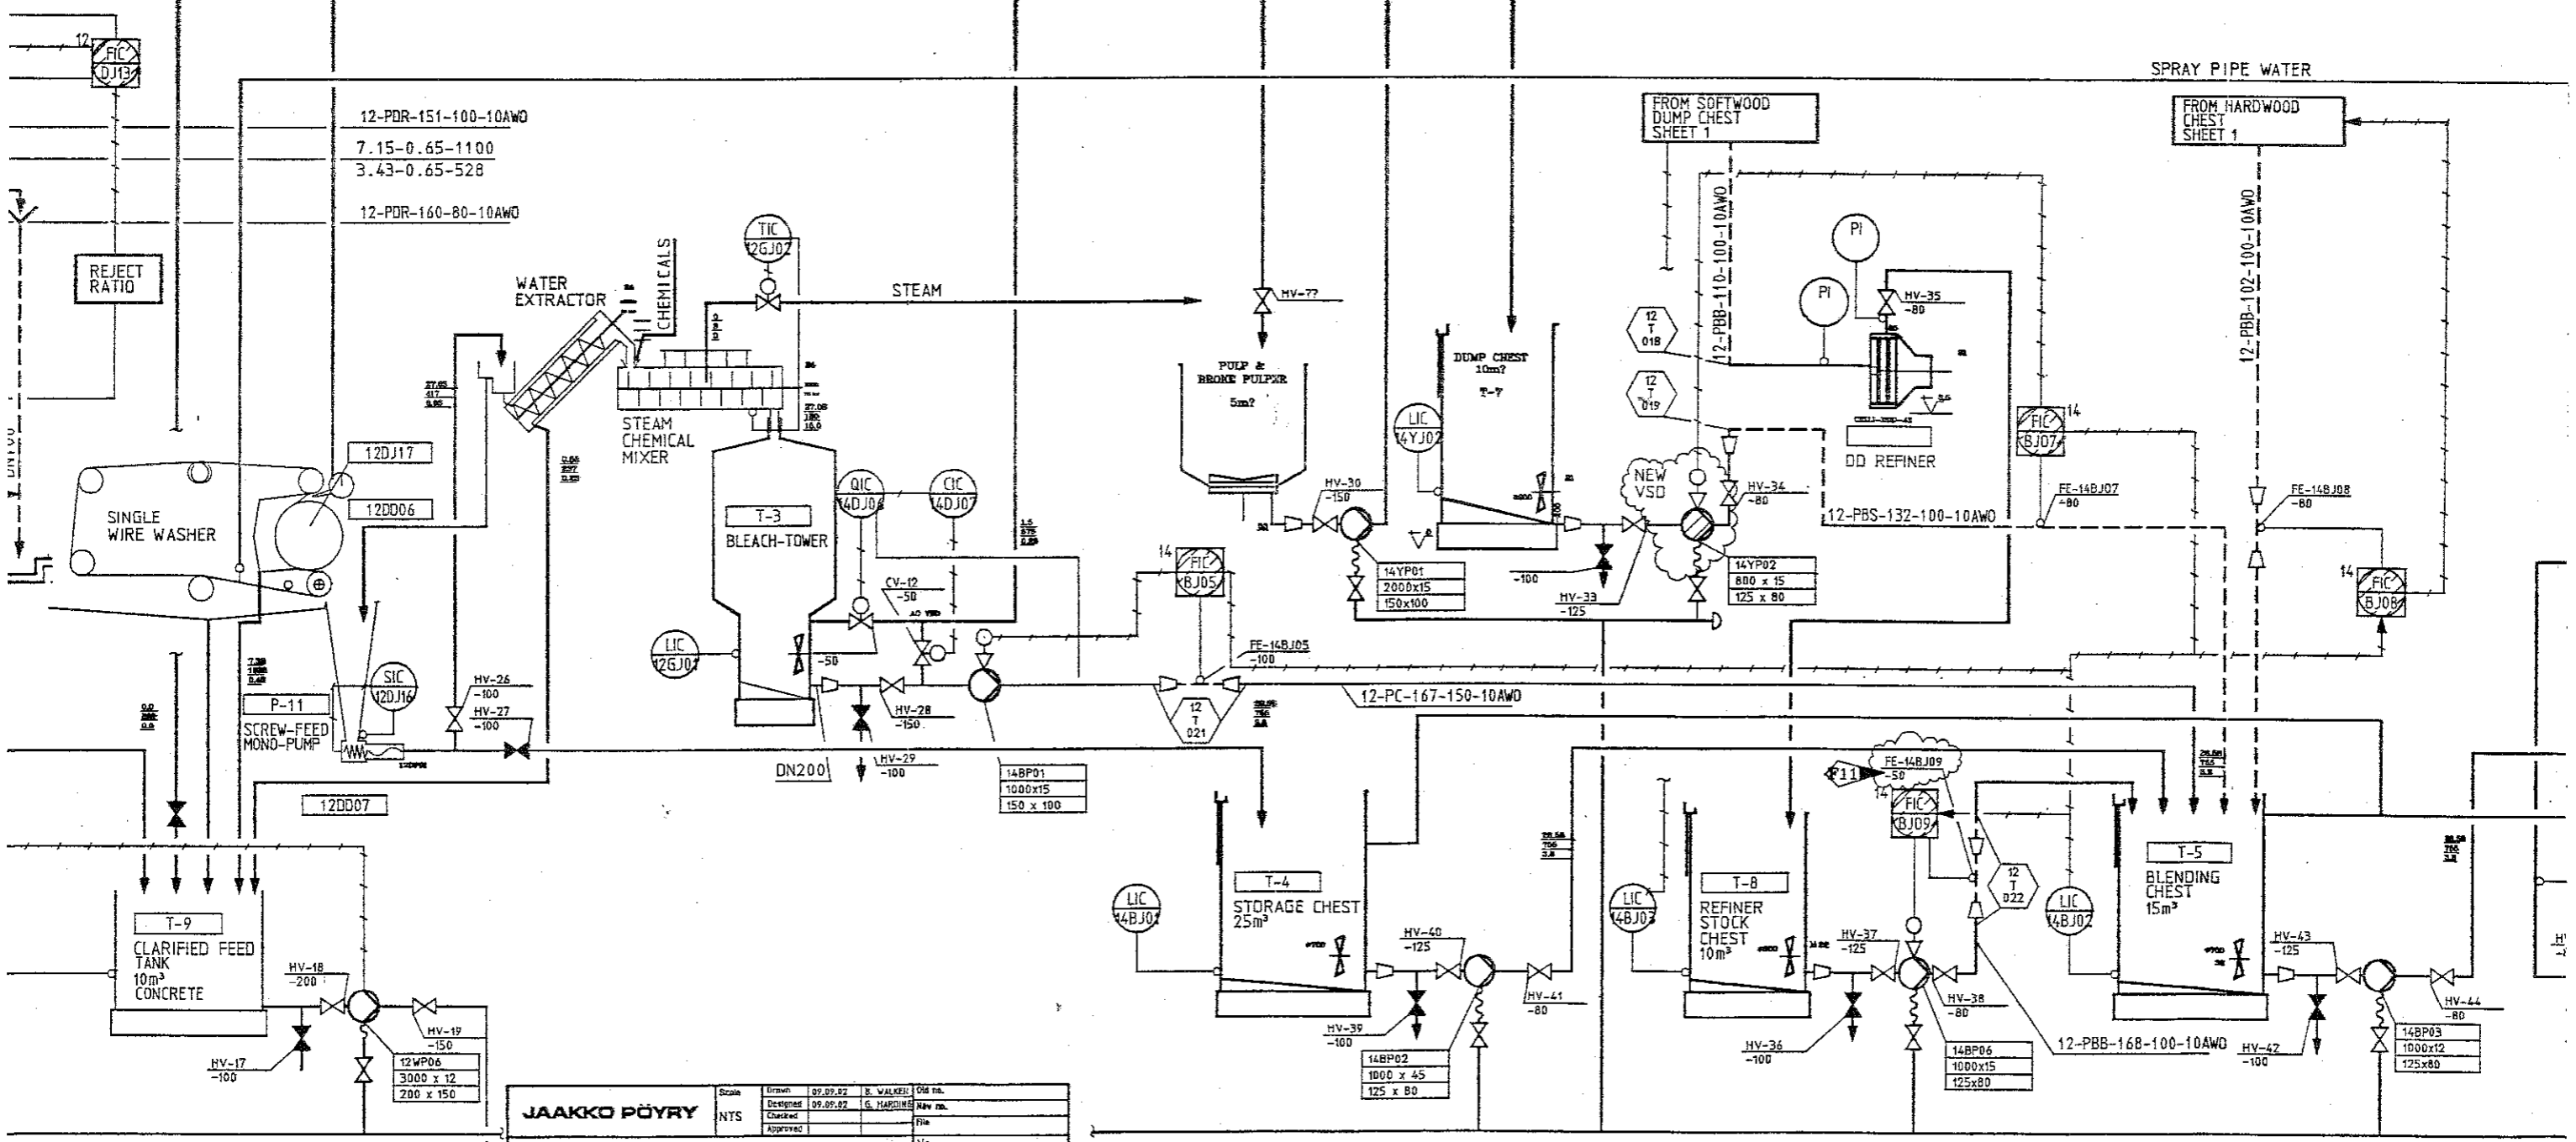 12
FIC
DJ13
SPRAY PIPE WATER
12-PDR-151-100-10AWO
7.15-0.65-1100
3.43-0.65-528
12-PDR-160-80-10AWO
REJECT
RATIO
FROM SOFTWOOD
DUMP CHEST
SHEET 1
FROM HARDWOOD
CHEST
SHEET 1
12-PBB-110-100-10AWO
12-PBB-102-100-10AWO
TIC
12GJ02
WATER
EXTRACTOR
CHEMICALS
STEAM
HV-??
PI
PI
HV-35
-80
12
T
018
12
T
019
PULP &
BROKE PULPER
5m?
DUMP CHEST
10m?
T-7
STEAM
CHEMICAL
MIXER
LIC
14YJ02
DD REFINER
14
FIC
BJ07
12DJ17
12DD06
SINGLE
WIRE WASHER
QIC
14DJ06
CIC
14DJ07
T-3
BLEACH-TOWER
HV-30
-150
NEW
VSD
HV-34
-80
FE-14BJ07
-80
FE-14BJ08
-80
12-PBS-132-100-10AWO
14
FIC
BJ05
14YP01
2000x15
150x100
-100
HV-33
-125
14YP02
800 x 15
125 x 80
14
FIC
BJ08
CV-12
-50
LIC
12GJ01
-50
FE-14BJ05
-100
SIC
12DJ16
P-11
SCREW-FEED
MONO-PUMP
HV-26
-100
HV-27
-100
HV-28
-150
12
T
021
12-PC-167-150-10AWO
DN200
HV-29
-100
14BP01
1000x15
150 x 100
12DD07
F11
FE-14BJ09
-50
14
FIC
BJ09
T-9
CLARIFIED FEED
TANK
10m³
CONCRETE
LIC
14BJ01
T-4
STORAGE CHEST
25m³
LIC
14BJ03
T-8
REFINER
STOCK
CHEST
10m³
12
T
022
LIC
14BJ02
T-5
BLENDING
CHEST
15m³
HV-18
-200
HV-40
-125
HV-37
-125
HV-43
-125
HV-19
-150
HV-41
-80
HV-38
-80
HV-44
-80
HV-17
-100
HV-39
-100
HV-36
-100
HV-42
-100
12WP06
3000 x 12
200 x 150
14BP02
1000 x 45
125 x 80
14BP06
1000x15
125x80
12-PBB-168-100-10AWO
14BP03
1000x12
125x80
JAAKKO PÖYRY
Scale
NTS
Drawn 09.09.02 B. WALKER Old no.
Designed 09.09.02 G. HARDING New no.
Checked File
Approved